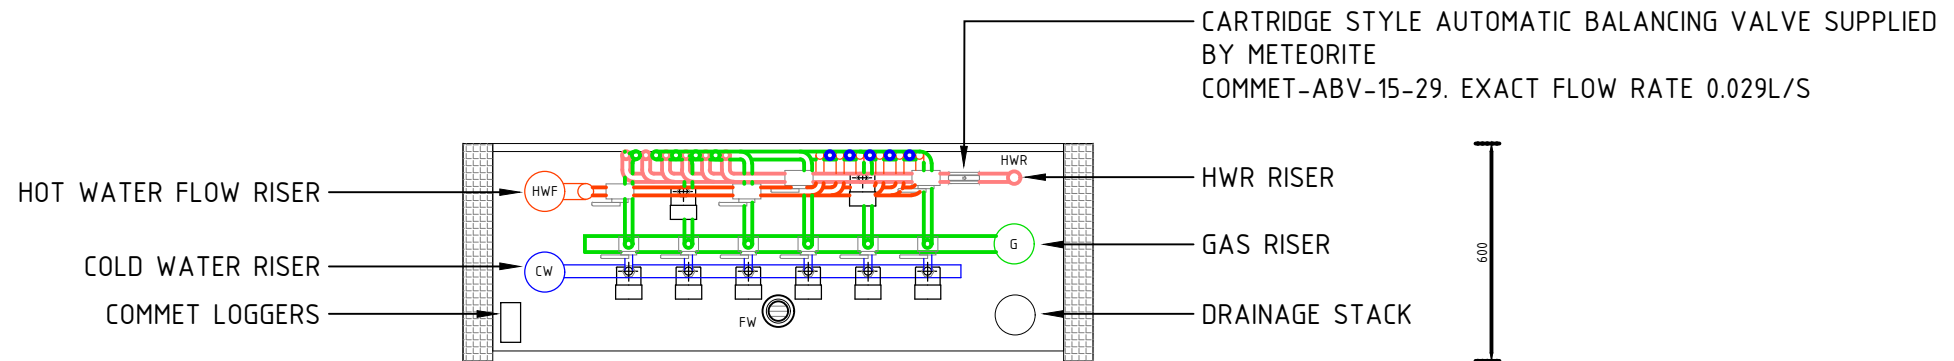 CARTRIDGE STYLE AUTOMATIC BALANCING VALVE SUPPLIED
BY METEORITE
COMMET-ABV-15-29. EXACT FLOW RATE 0.029L/S
HWR
HOT WATER FLOW RISER
HWF
HWR RISER
G
GAS RISER
600
COLD WATER RISER
CW
COMMET LOGGERS
FW
DRAINAGE STACK